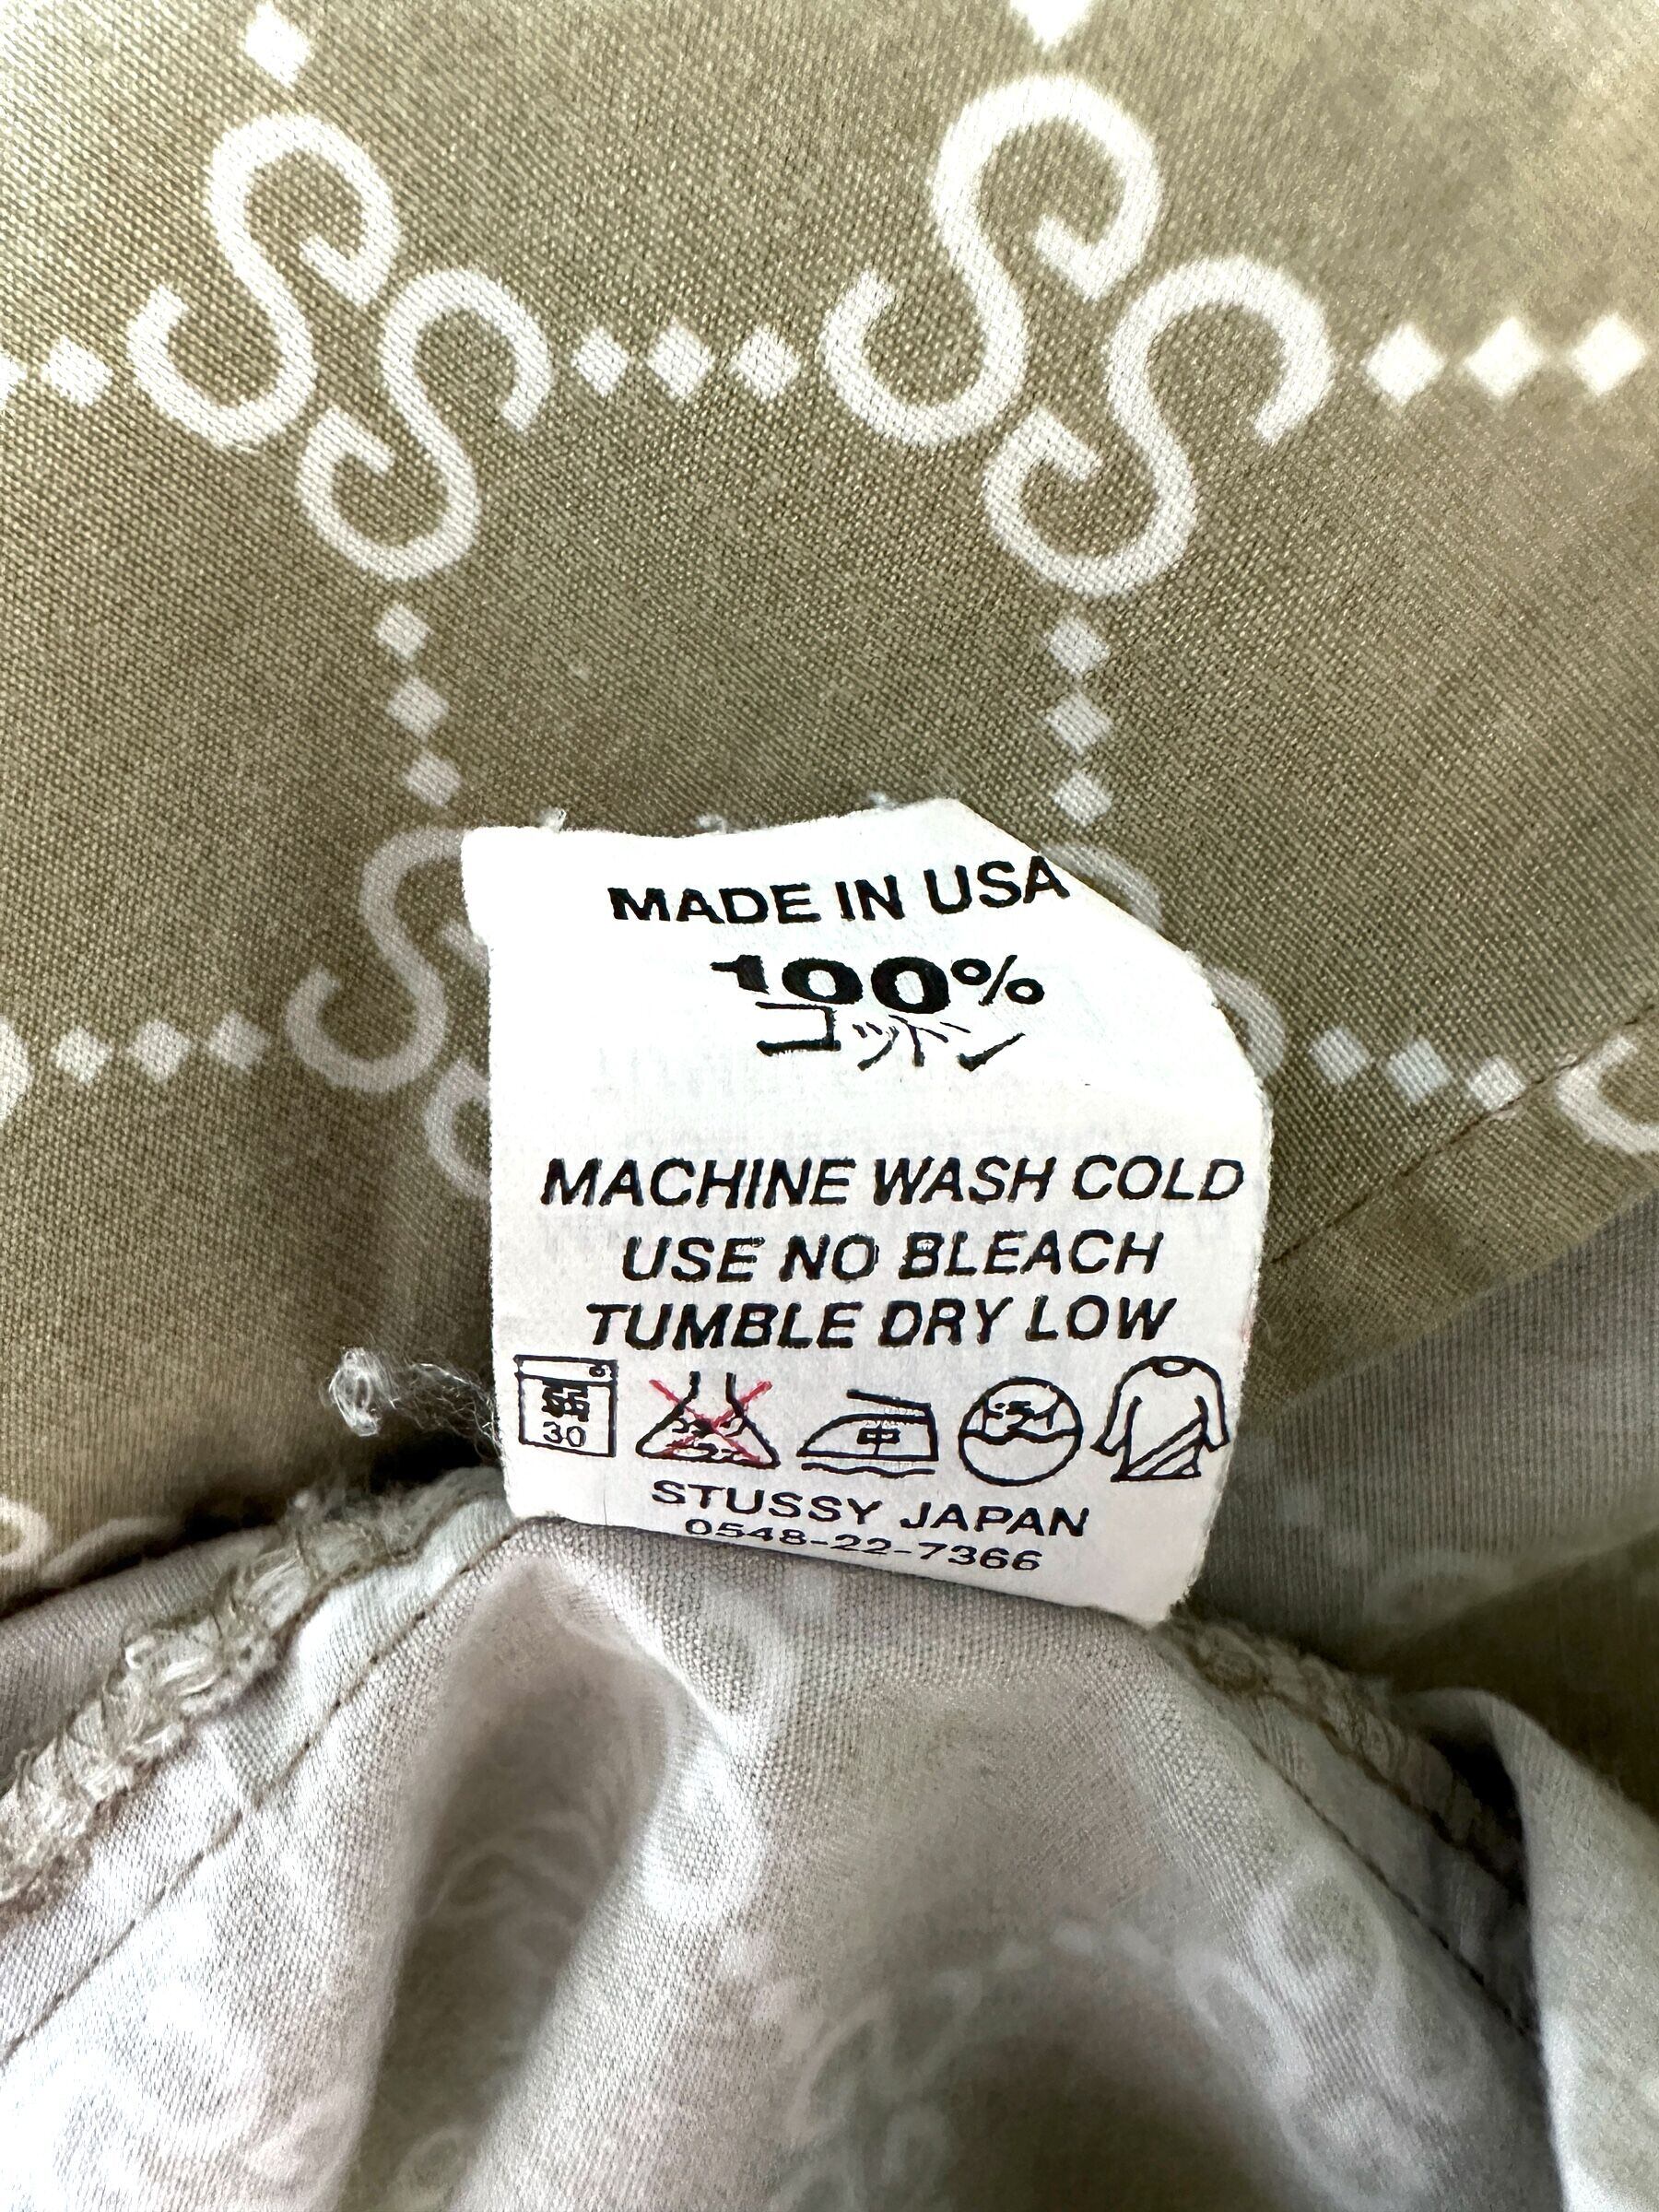 MADE IN USA
100%
コットン
MACHINE WASH COLD
USE NO BLEACH
TUMBLE DRY LOW
30
中
STUSSY JAPAN
0548-22-7366